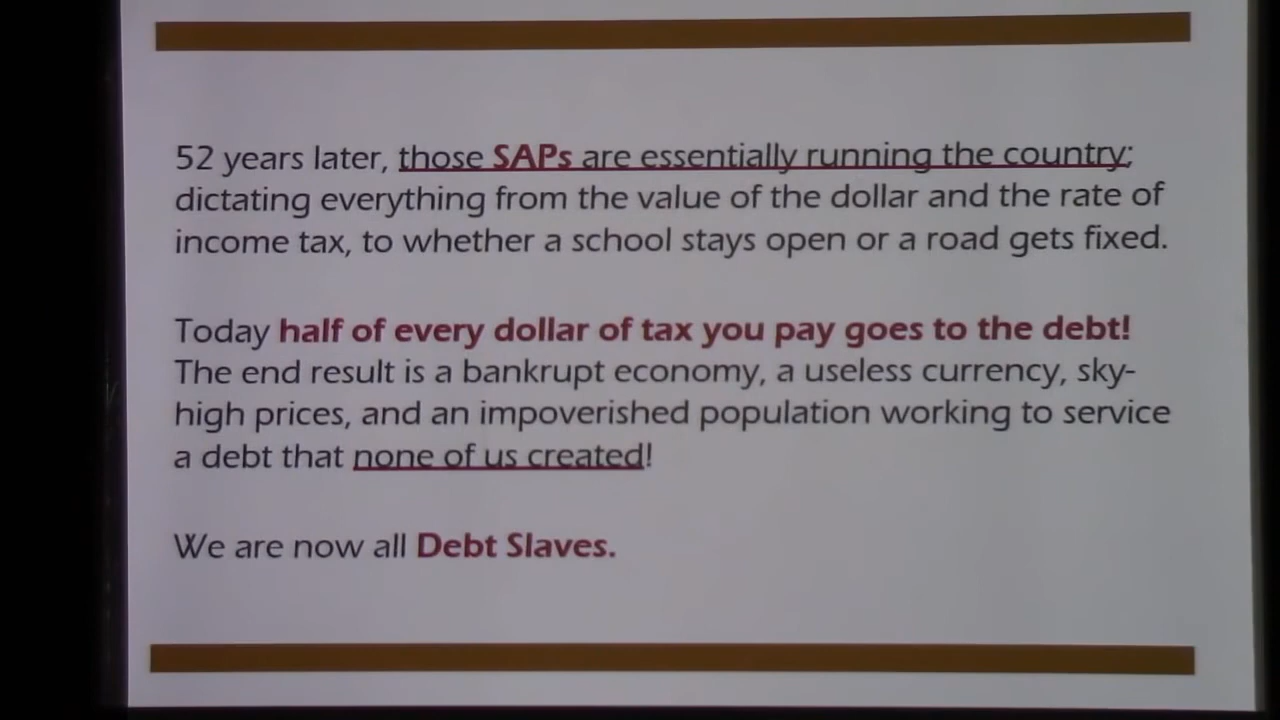 52 years later, those SAPs are essentially running the country;
dictating everything from the value of the dollar and the rate of
income tax, to whether a school stays open or a road gets fixed.
Today half of every dollar of tax you pay goes to the debt!
The end result is a bankrupt economy, a useless currency, sky-
high prices, and an impoverished population working to service
a debt that none of us created!
We are now all Debt Slaves.